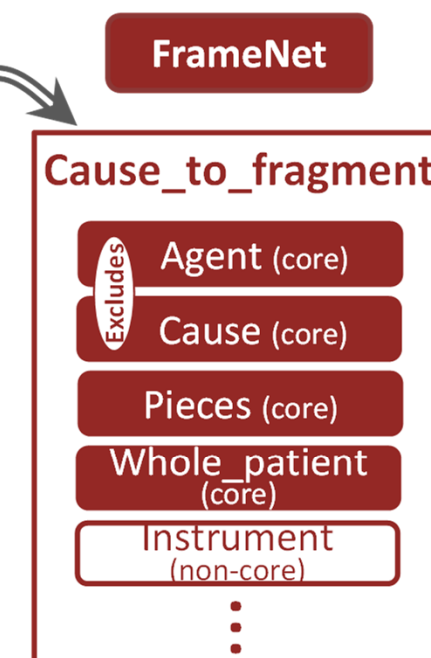 FrameNet
Cause_to_fragment
Agent (core)
Excludes
Cause (core)
Pieces (core)
Whole_patient
(core)
Instrument
(non-core)